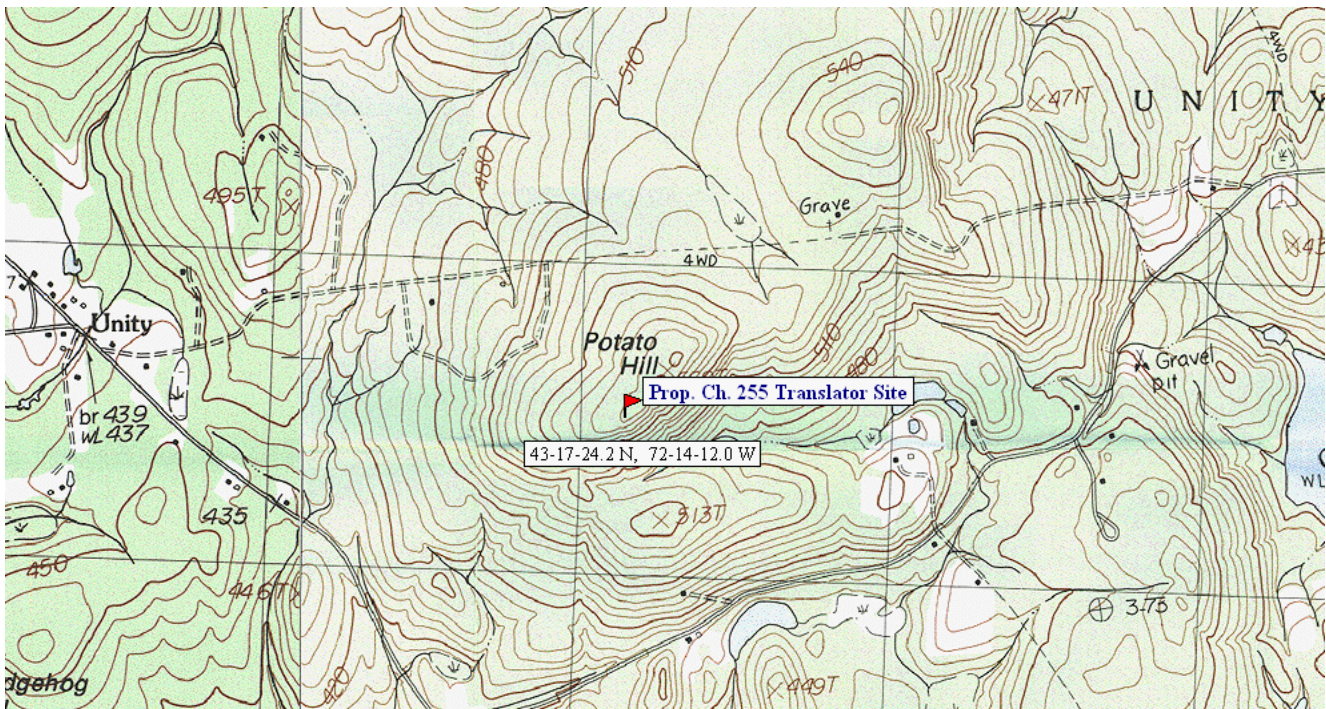 510
540
4WD
471T
U N I T Y
480
495T
Grave
4WD
7
Unity
Potato
Hill
510
480
Gravel
pit
Prop. Ch. 255 Translator Site
br 439
WL 437
43-17-24.2 N, 72-14-12.0 W
WL
435
513T
450
446T
3-75
420
449T
dgehog